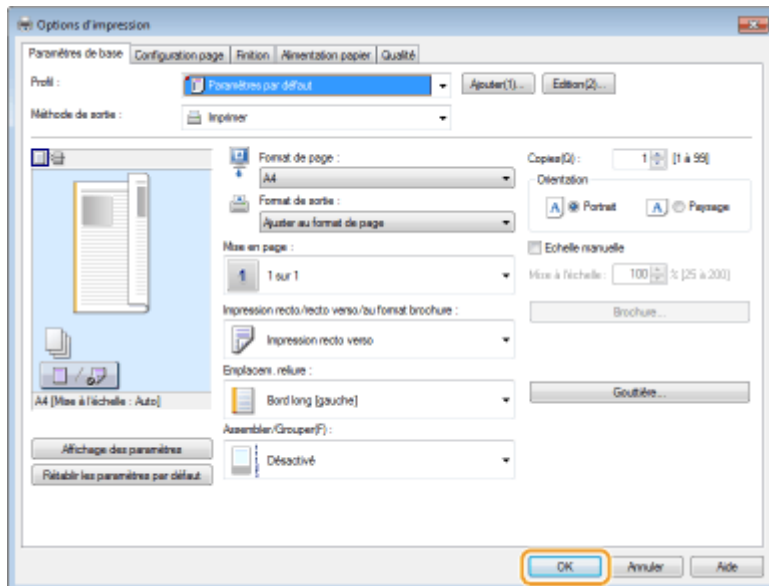 Options d'impression
Paramètres de base Configuration page Finition Alimentation papier Qualité
Profil : Paramètres par défaut Ajouter(1)... Edition(2)...
Méthode de sortie : Imprimer
Format de page :
A4
Format de sortie :
Ajuster au format de page
Mise en page :
1 sur 1
Impression recto/recto verso/au format brochure :
Impression recto verso
Emplacem. reliure :
Bord long [gauche]
Assembler/Grouper(F) :
Désactivé
Copies(Q) : 1 [1 à 99]
Orientation
A Portrait A Paysage
Echelle manuelle
Mise à l'échelle : 100 % [25 à 200]
Brochure...
Gouttière...
A4 [Mise à l'échelle : Auto]
Affichage des paramètres
Rétablir les paramètres par défaut
OK Annuler Aide